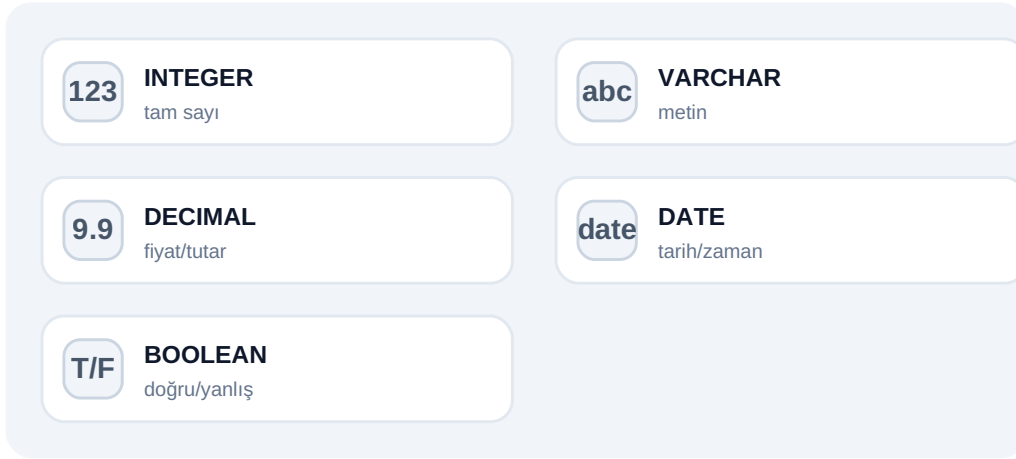 123
INTEGER
tam sayı
abc
VARCHAR
metin
9.9
DECIMAL
fiyat/tutar
date
DATE
tarih/zaman
T/F
BOOLEAN
doğru/yanlış